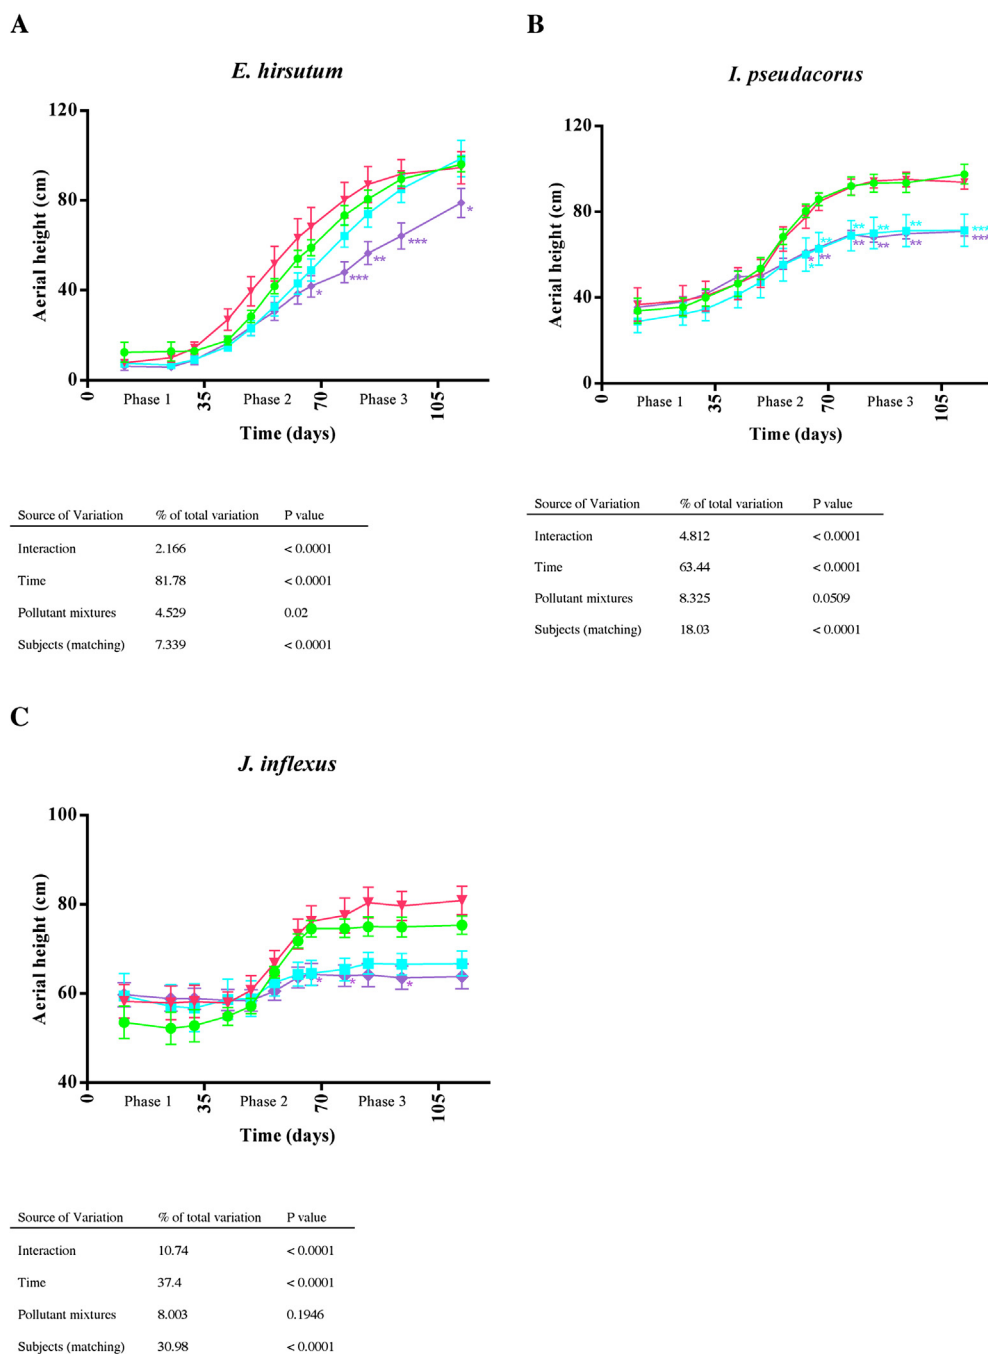 A
E. hirsutum
Aerial height (cm)
120
80
40
0
*
***
**
***
*
0
35
70
105
Phase 1
Phase 2
Phase 3
Time (days)
Source of Variation % of total variation P value
Interaction 2.166 < 0.0001
Time 81.78 < 0.0001
Pollutant mixtures 4.529 0.02
Subjects (matching) 7.339 < 0.0001
B
I. pseudacorus
Aerial height (cm)
120
80
40
0
*
*
**
**
**
**
**
**
**
**
***
***
0
35
70
105
Phase 1
Phase 2
Phase 3
Time (days)
Source of Variation % of total variation P value
Interaction 4.812 < 0.0001
Time 63.44 < 0.0001
Pollutant mixtures 8.325 0.0509
Subjects (matching) 18.03 < 0.0001
C
J. inflexus
Aerial height (cm)
100
80
60
40
*
*
*
0
35
70
105
Phase 1
Phase 2
Phase 3
Time (days)
Source of Variation % of total variation P value
Interaction 10.74 < 0.0001
Time 37.4 < 0.0001
Pollutant mixtures 8.003 0.1946
Subjects (matching) 30.98 < 0.0001